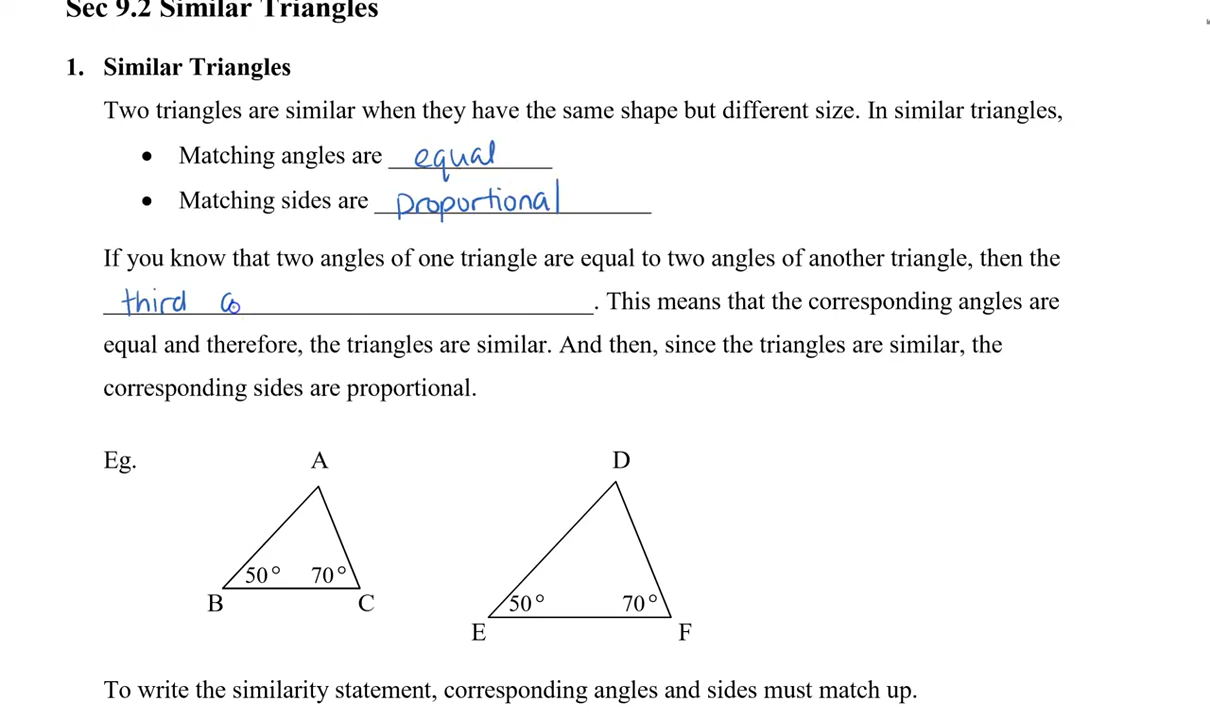 Sec 9.2 Similar Triangles
1. Similar Triangles
Two triangles are similar when they have the same shape but different size. In similar triangles,
• Matching angles are equal
• Matching sides are proportional
If you know that two angles of one triangle are equal to two angles of another triangle, then the
third a. This means that the corresponding angles are
equal and therefore, the triangles are similar. And then, since the triangles are similar, the
corresponding sides are proportional.
Eg. A D
50° 70°
50° 70°
B C
E F
To write the similarity statement, corresponding angles and sides must match up.